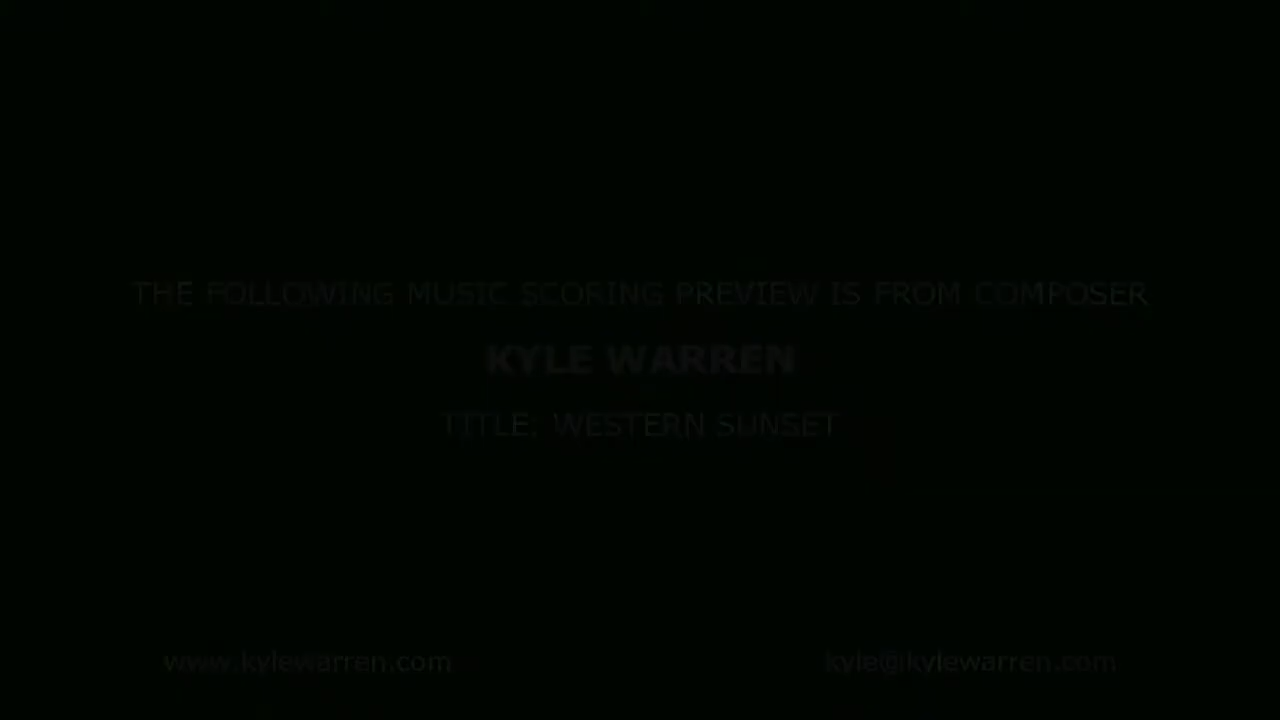 THE FOLLOWING MUSIC SCORING PREVIEW IS FROM COMPOSER
KYLE WARREN
TITLE: WESTERN SUNSET
www.kylewarren.com
kyle@kylewarren.com